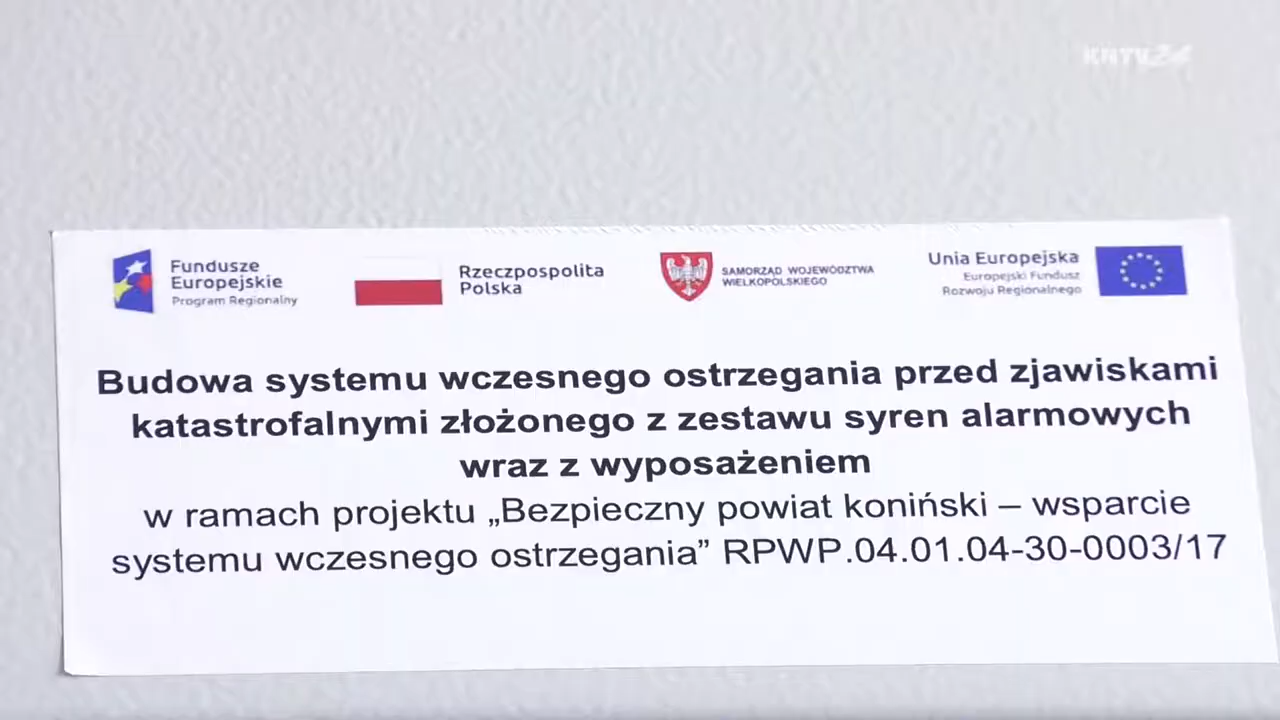 KNTV24
Fundusze
Europejskie
Program Regionalny
Rzeczpospolita
Polska
SAMORZĄD WOJEWÓDZTWA
WIELKOPOLSKIEGO
Unia Europejska
Europejski Fundusz
Rozwoju Regionalnego
Budowa systemu wczesnego ostrzegania przed zjawiskami
katastrofalnymi złożonego z zestawu syren alarmowych
wraz z wyposażeniem
w ramach projektu „Bezpieczny powiat koniński – wsparcie
systemu wczesnego ostrzegania” RPWP.04.01.04-30-0003/17